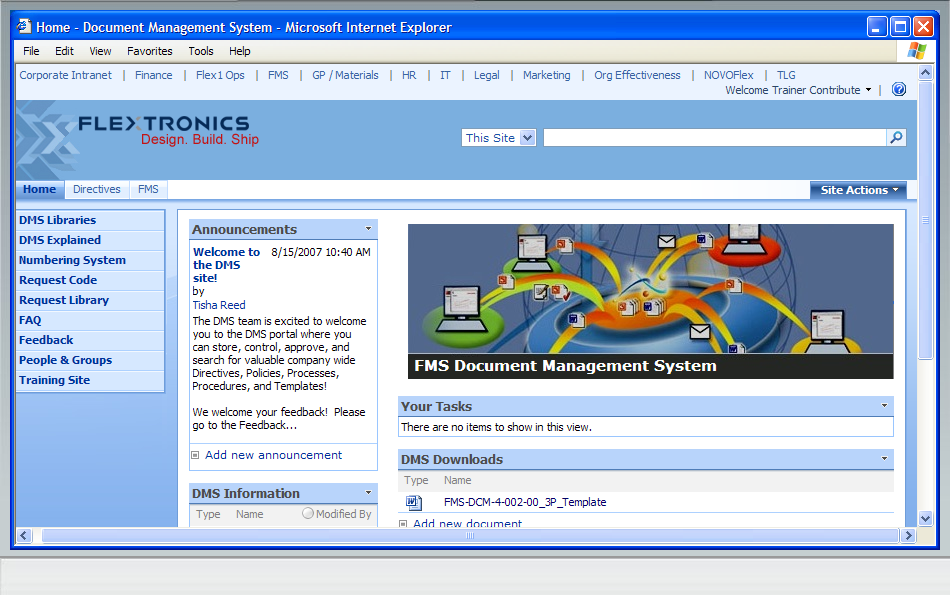 Home - Document Management System - Microsoft Internet Explorer
File Edit View Favorites Tools Help
Corporate Intranet | Finance | Flex1 Ops | FMS | GP / Materials | HR | IT | Legal | Marketing | Org Effectiveness | NOVOFlex | TLG
Welcome Trainer Contribute |
FLEXTRONICS
Design. Build. Ship
This Site
Home Directives FMS
Site Actions
DMS Libraries
DMS Explained
Numbering System
Request Code
Request Library
FAQ
Feedback
People & Groups
Training Site
Announcements
Welcome to the DMS site! 8/15/2007 10:40 AM
by
Tisha Reed
The DMS team is excited to welcome
you to the DMS portal where you
can store, control, approve, and
search for valuable company wide
Directives, Policies, Processes,
Procedures, and Templates!
We welcome your feedback! Please
go to the Feedback...
Add new announcement
DMS Information
Type Name Modified By
FMS Document Management System
Your Tasks
There are no items to show in this view.
DMS Downloads
Type Name
FMS-DCM-4-002-00_3P_Template
Add new document